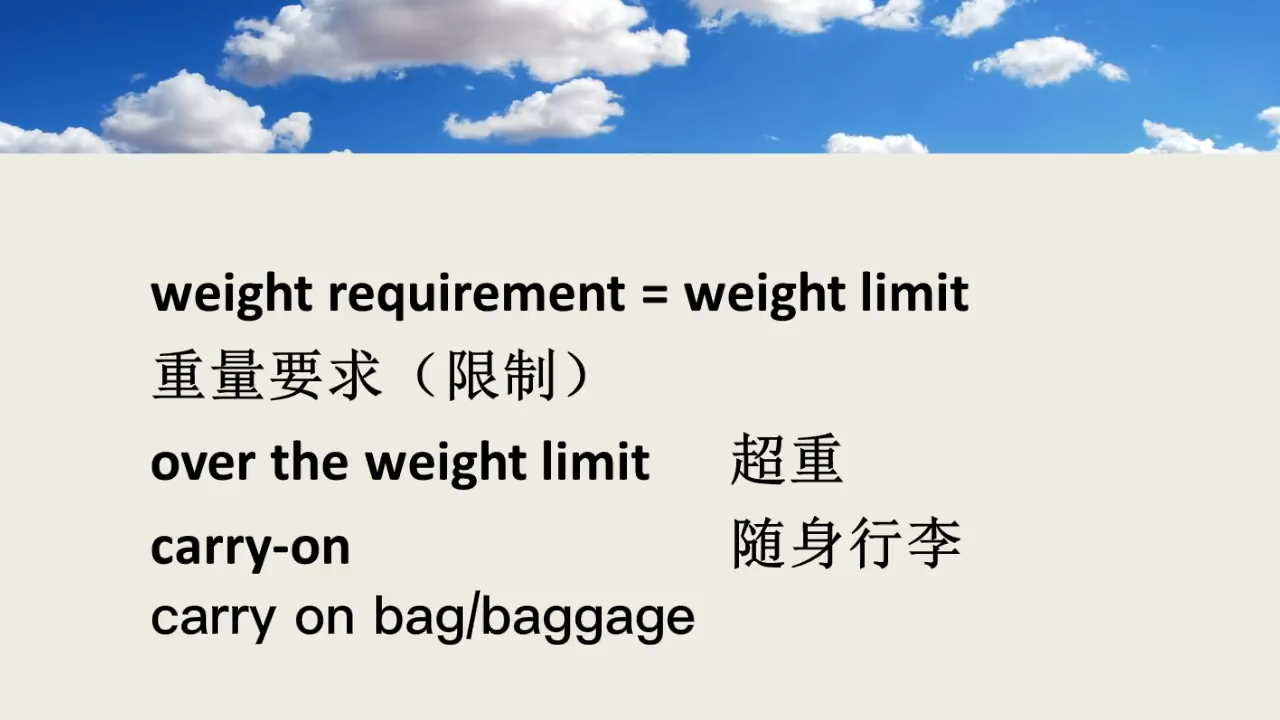 weight requirement = weight limit
重量要求（限制）
over the weight limit 超重
carry-on 随身行李
carry on bag/baggage